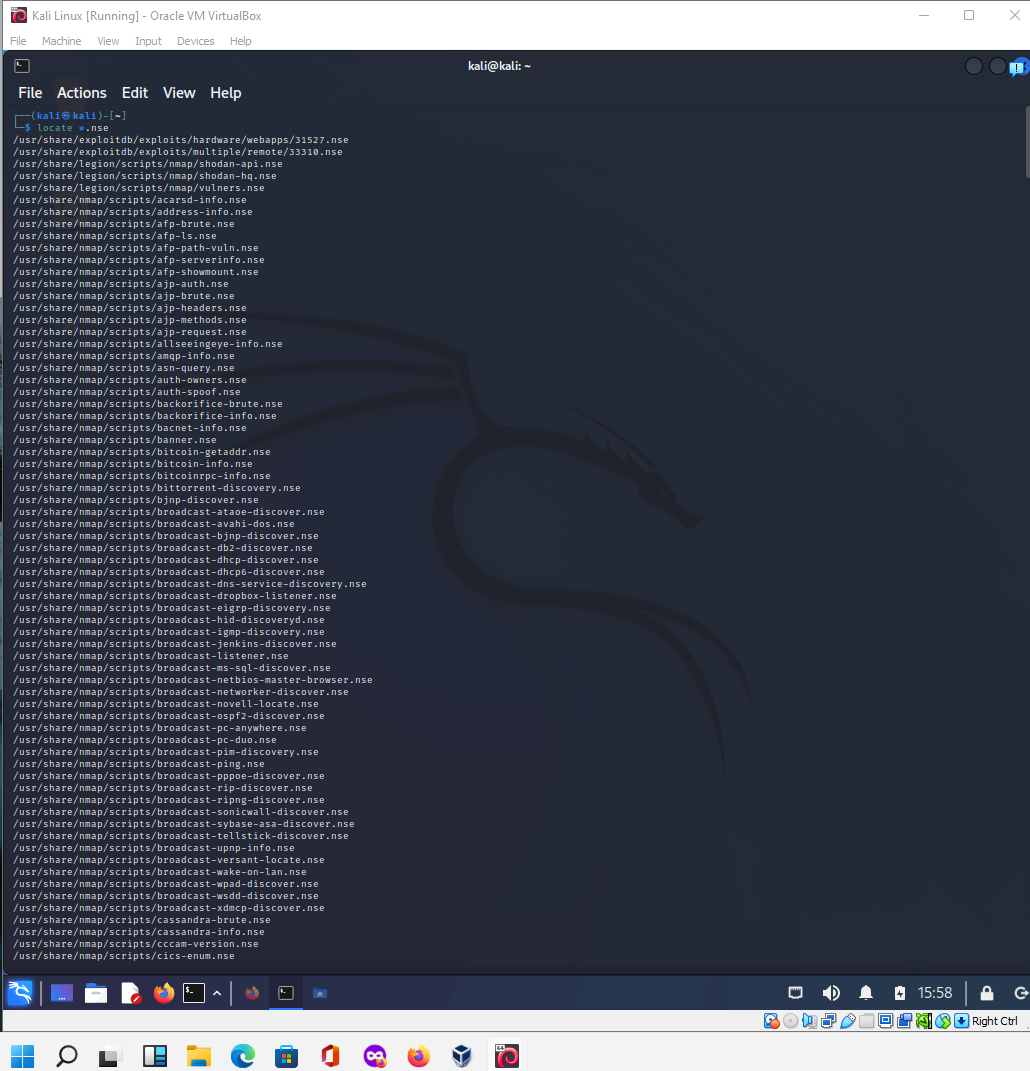 Kali Linux [Running] - Oracle VM VirtualBox
File Machine View Input Devices Help
kali@kali: ~
File Actions Edit View Help
┌──(kali㉿kali)-[~]
└─$ locate *.nse
/usr/share/exploitdb/exploits/hardware/webapps/31527.nse
/usr/share/exploitdb/exploits/multiple/remote/33310.nse
/usr/share/legion/scripts/nmap/shodan-api.nse
/usr/share/legion/scripts/nmap/shodan-hq.nse
/usr/share/legion/scripts/nmap/vulners.nse
/usr/share/nmap/scripts/acarsd-info.nse
/usr/share/nmap/scripts/address-info.nse
/usr/share/nmap/scripts/afp-brute.nse
/usr/share/nmap/scripts/afp-ls.nse
/usr/share/nmap/scripts/afp-path-vuln.nse
/usr/share/nmap/scripts/afp-serverinfo.nse
/usr/share/nmap/scripts/afp-showmount.nse
/usr/share/nmap/scripts/ajp-auth.nse
/usr/share/nmap/scripts/ajp-brute.nse
/usr/share/nmap/scripts/ajp-headers.nse
/usr/share/nmap/scripts/ajp-methods.nse
/usr/share/nmap/scripts/ajp-request.nse
/usr/share/nmap/scripts/allseeingeye-info.nse
/usr/share/nmap/scripts/amqp-info.nse
/usr/share/nmap/scripts/asn-query.nse
/usr/share/nmap/scripts/auth-owners.nse
/usr/share/nmap/scripts/auth-spoof.nse
/usr/share/nmap/scripts/backorifice-brute.nse
/usr/share/nmap/scripts/backorifice-info.nse
/usr/share/nmap/scripts/bacnet-info.nse
/usr/share/nmap/scripts/banner.nse
/usr/share/nmap/scripts/bitcoin-getaddr.nse
/usr/share/nmap/scripts/bitcoin-info.nse
/usr/share/nmap/scripts/bitcoinrpc-info.nse
/usr/share/nmap/scripts/bittorrent-discovery.nse
/usr/share/nmap/scripts/bjnp-discover.nse
/usr/share/nmap/scripts/broadcast-ataoe-discover.nse
/usr/share/nmap/scripts/broadcast-avahi-dos.nse
/usr/share/nmap/scripts/broadcast-bjnp-discover.nse
/usr/share/nmap/scripts/broadcast-db2-discover.nse
/usr/share/nmap/scripts/broadcast-dhcp-discover.nse
/usr/share/nmap/scripts/broadcast-dhcp6-discover.nse
/usr/share/nmap/scripts/broadcast-dns-service-discovery.nse
/usr/share/nmap/scripts/broadcast-dropbox-listener.nse
/usr/share/nmap/scripts/broadcast-eigrp-discovery.nse
/usr/share/nmap/scripts/broadcast-hid-discoveryd.nse
/usr/share/nmap/scripts/broadcast-igmp-discovery.nse
/usr/share/nmap/scripts/broadcast-jenkins-discover.nse
/usr/share/nmap/scripts/broadcast-listener.nse
/usr/share/nmap/scripts/broadcast-ms-sql-discover.nse
/usr/share/nmap/scripts/broadcast-netbios-master-browser.nse
/usr/share/nmap/scripts/broadcast-networker-discover.nse
/usr/share/nmap/scripts/broadcast-novell-locate.nse
/usr/share/nmap/scripts/broadcast-ospf2-discover.nse
/usr/share/nmap/scripts/broadcast-pc-anywhere.nse
/usr/share/nmap/scripts/broadcast-pc-duo.nse
/usr/share/nmap/scripts/broadcast-pim-discovery.nse
/usr/share/nmap/scripts/broadcast-ping.nse
/usr/share/nmap/scripts/broadcast-pppoe-discover.nse
/usr/share/nmap/scripts/broadcast-rip-discover.nse
/usr/share/nmap/scripts/broadcast-ripng-discover.nse
/usr/share/nmap/scripts/broadcast-sonicwall-discover.nse
/usr/share/nmap/scripts/broadcast-sybase-asa-discover.nse
/usr/share/nmap/scripts/broadcast-tellstick-discover.nse
/usr/share/nmap/scripts/broadcast-upnp-info.nse
/usr/share/nmap/scripts/broadcast-versant-locate.nse
/usr/share/nmap/scripts/broadcast-wake-on-lan.nse
/usr/share/nmap/scripts/broadcast-wpad-discover.nse
/usr/share/nmap/scripts/broadcast-wsdd-discover.nse
/usr/share/nmap/scripts/broadcast-xdmcp-discover.nse
/usr/share/nmap/scripts/cassandra-brute.nse
/usr/share/nmap/scripts/cassandra-info.nse
/usr/share/nmap/scripts/cccam-version.nse
/usr/share/nmap/scripts/cics-enum.nse
15:58
Right Ctrl